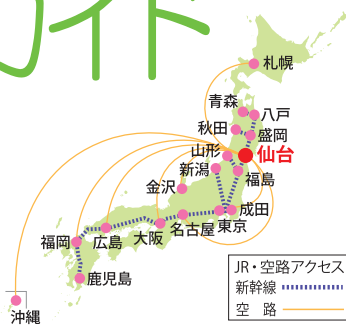 ガイド
札幌
青森
八戸
秋田
盛岡
山形
仙台
新潟
福島
金沢
成田
東京
名古屋
大阪
広島
福岡
鹿児島
沖縄
JR・空路アクセス
新幹線
空 路